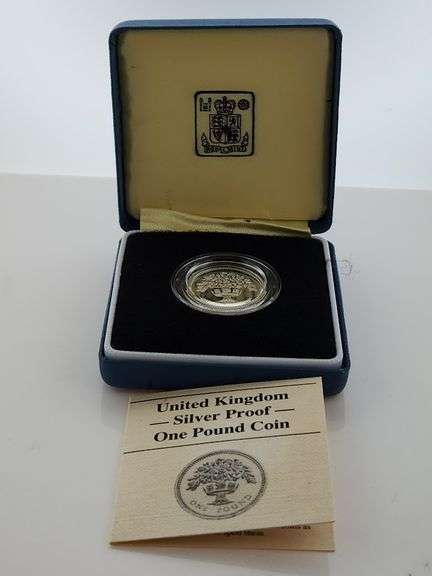 United Kingdom
— Silver Proof —
One Pound Coin
ONE POUND